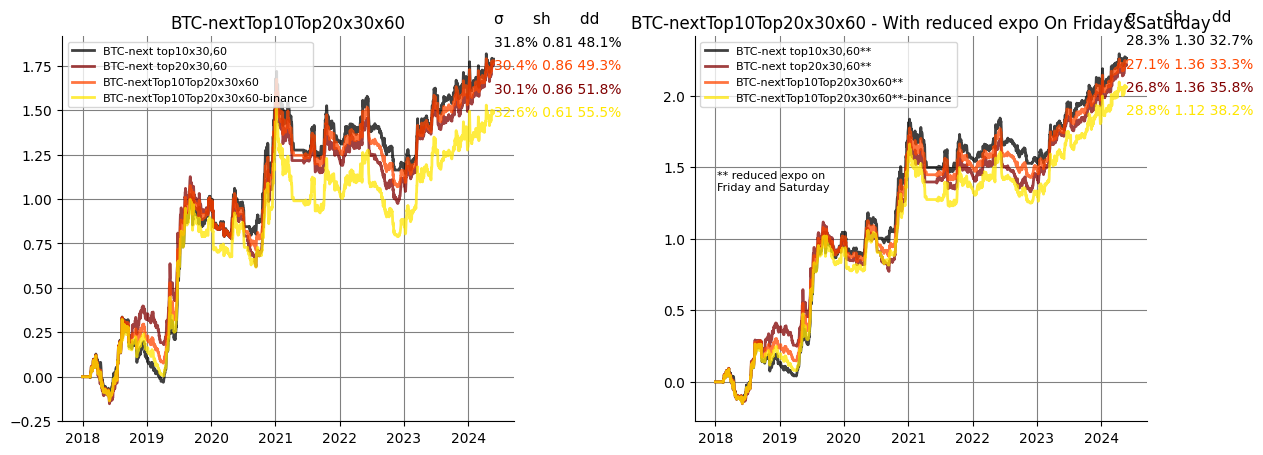 BTC-nextTop10Top20x30x60
σ sh dd
31.8% 0.81 48.1%
30.4% 0.86 49.3%
30.1% 0.86 51.8%
32.6% 0.61 55.5%
BTC-next top10x30,60
BTC-next top20x30,60
BTC-nextTop10Top20x30x60
BTC-nextTop10Top20x30x60-binance
1.75
1.50
1.25
1.00
0.75
0.50
0.25
0.00
−0.25
2018 2019 2020 2021 2022 2023 2024
BTC-nextTop10Top20x30x60 - With reduced expo On Friday&Saturday
σ sh dd
28.3% 1.30 32.7%
27.1% 1.36 33.3%
26.8% 1.36 35.8%
28.8% 1.12 38.2%
BTC-next top10x30,60**
BTC-next top20x30,60**
BTC-nextTop10Top20x30x60**
BTC-nextTop10Top20x30x60**-binance
** reduced expo on
Friday and Saturday
2.0
1.5
1.0
0.5
0.0
2018 2019 2020 2021 2022 2023 2024